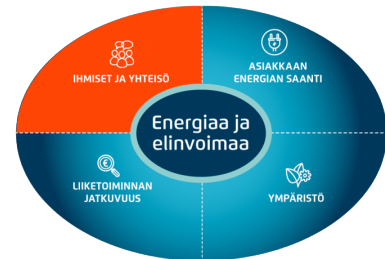 IHMISET JA YHTEISÖ
ASIAKKAAN
ENERGIAN SAANTI
Energiaa ja
elinvoimaa
€
LIIKETOIMINNAN
JATKUVUUS
YMPÄRISTÖ